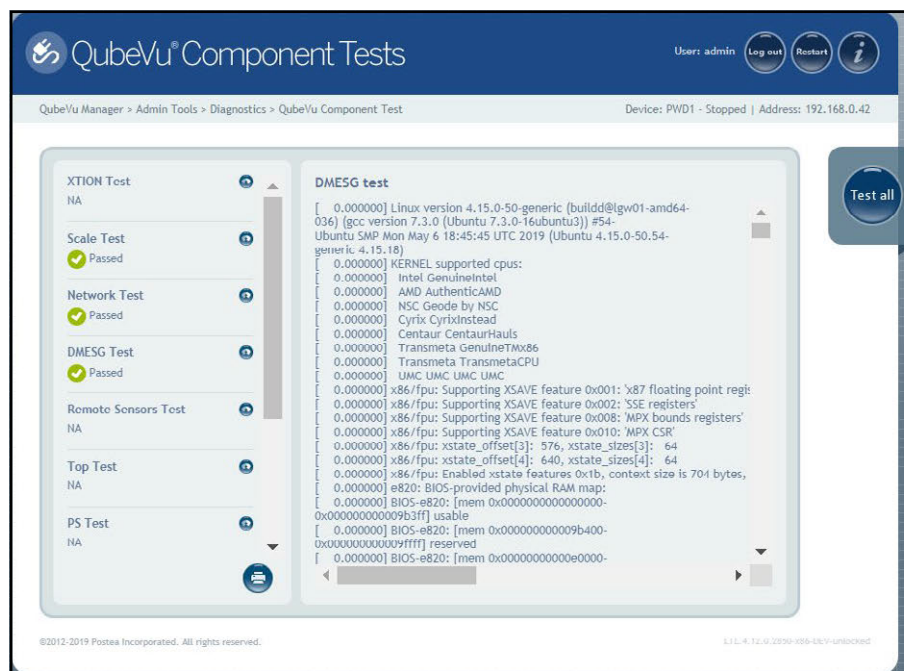 QubeVu® Component Tests
User: admin
Log out
Restart
i
QubeVu Manager > Admin Tools > Diagnostics > QubeVu Component Test
Device: PWD1 - Stopped | Address: 192.168.0.42
XTION Test
NA
Scale Test
Passed
Network Test
Passed
DMESG Test
Passed
Remote Sensors Test
NA
Top Test
NA
PS Test
NA
DMESG test
[ 0.000000] Linux version 4.15.0-50-generic (buildd@lgw01-amd64-
036) (gcc version 7.3.0 (Ubuntu 7.3.0-16ubuntu3)) #54-
Ubuntu SMP Mon May 6 18:45:45 UTC 2019 (Ubuntu 4.15.0-50.54-
generic 4.15.18)
[ 0.000000] KERNEL supported cpus:
[ 0.000000] Intel GenuineIntel
[ 0.000000] AMD AuthenticAMD
[ 0.000000] NSC Geode by NSC
[ 0.000000] Cyrix CyrixInstead
[ 0.000000] Centaur CentaurHauls
[ 0.000000] Transmeta GenuineTMx86
[ 0.000000] Transmeta TransmetaCPU
[ 0.000000] UMC UMC UMC UMC
[ 0.000000] x86/fpu: Supporting XSAVE feature 0x001: 'x87 floating point regis
[ 0.000000] x86/fpu: Supporting XSAVE feature 0x002: 'SSE registers'
[ 0.000000] x86/fpu: Supporting XSAVE feature 0x008: 'MPX bounds registers'
[ 0.000000] x86/fpu: Supporting XSAVE feature 0x010: 'MPX CSR'
[ 0.000000] x86/fpu: xstate_offset[3]: 576, xstate_sizes[3]: 64
[ 0.000000] x86/fpu: xstate_offset[4]: 640, xstate_sizes[4]: 64
[ 0.000000] x86/fpu: Enabled xstate features 0x1b, context size is 704 bytes,
[ 0.000000] e820: BIOS-provided physical RAM map:
[ 0.000000] BIOS-e820: [mem 0x0000000000000000-
0x000000000009b3ff] usable
[ 0.000000] BIOS-e820: [mem 0x000000000009b400-
0x000000000009ffff] reserved
[ 0.000000] BIOS-e820: [mem 0x00000000000e0000-
Test all
©2012-2019 Postea Incorporated. All rights reserved.